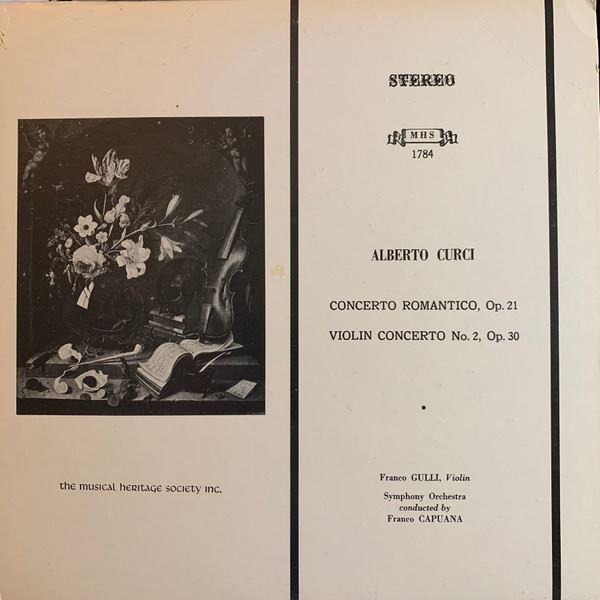 STEREO
MHS
1784
ALBERTO CURCI
CONCERTO ROMANTICO, Op. 21
VIOLIN CONCERTO No. 2, Op. 30
Franco GULLI, Violin
Symphony Orchestra
conducted by
Franco CAPUANA
the musical heritage society inc.